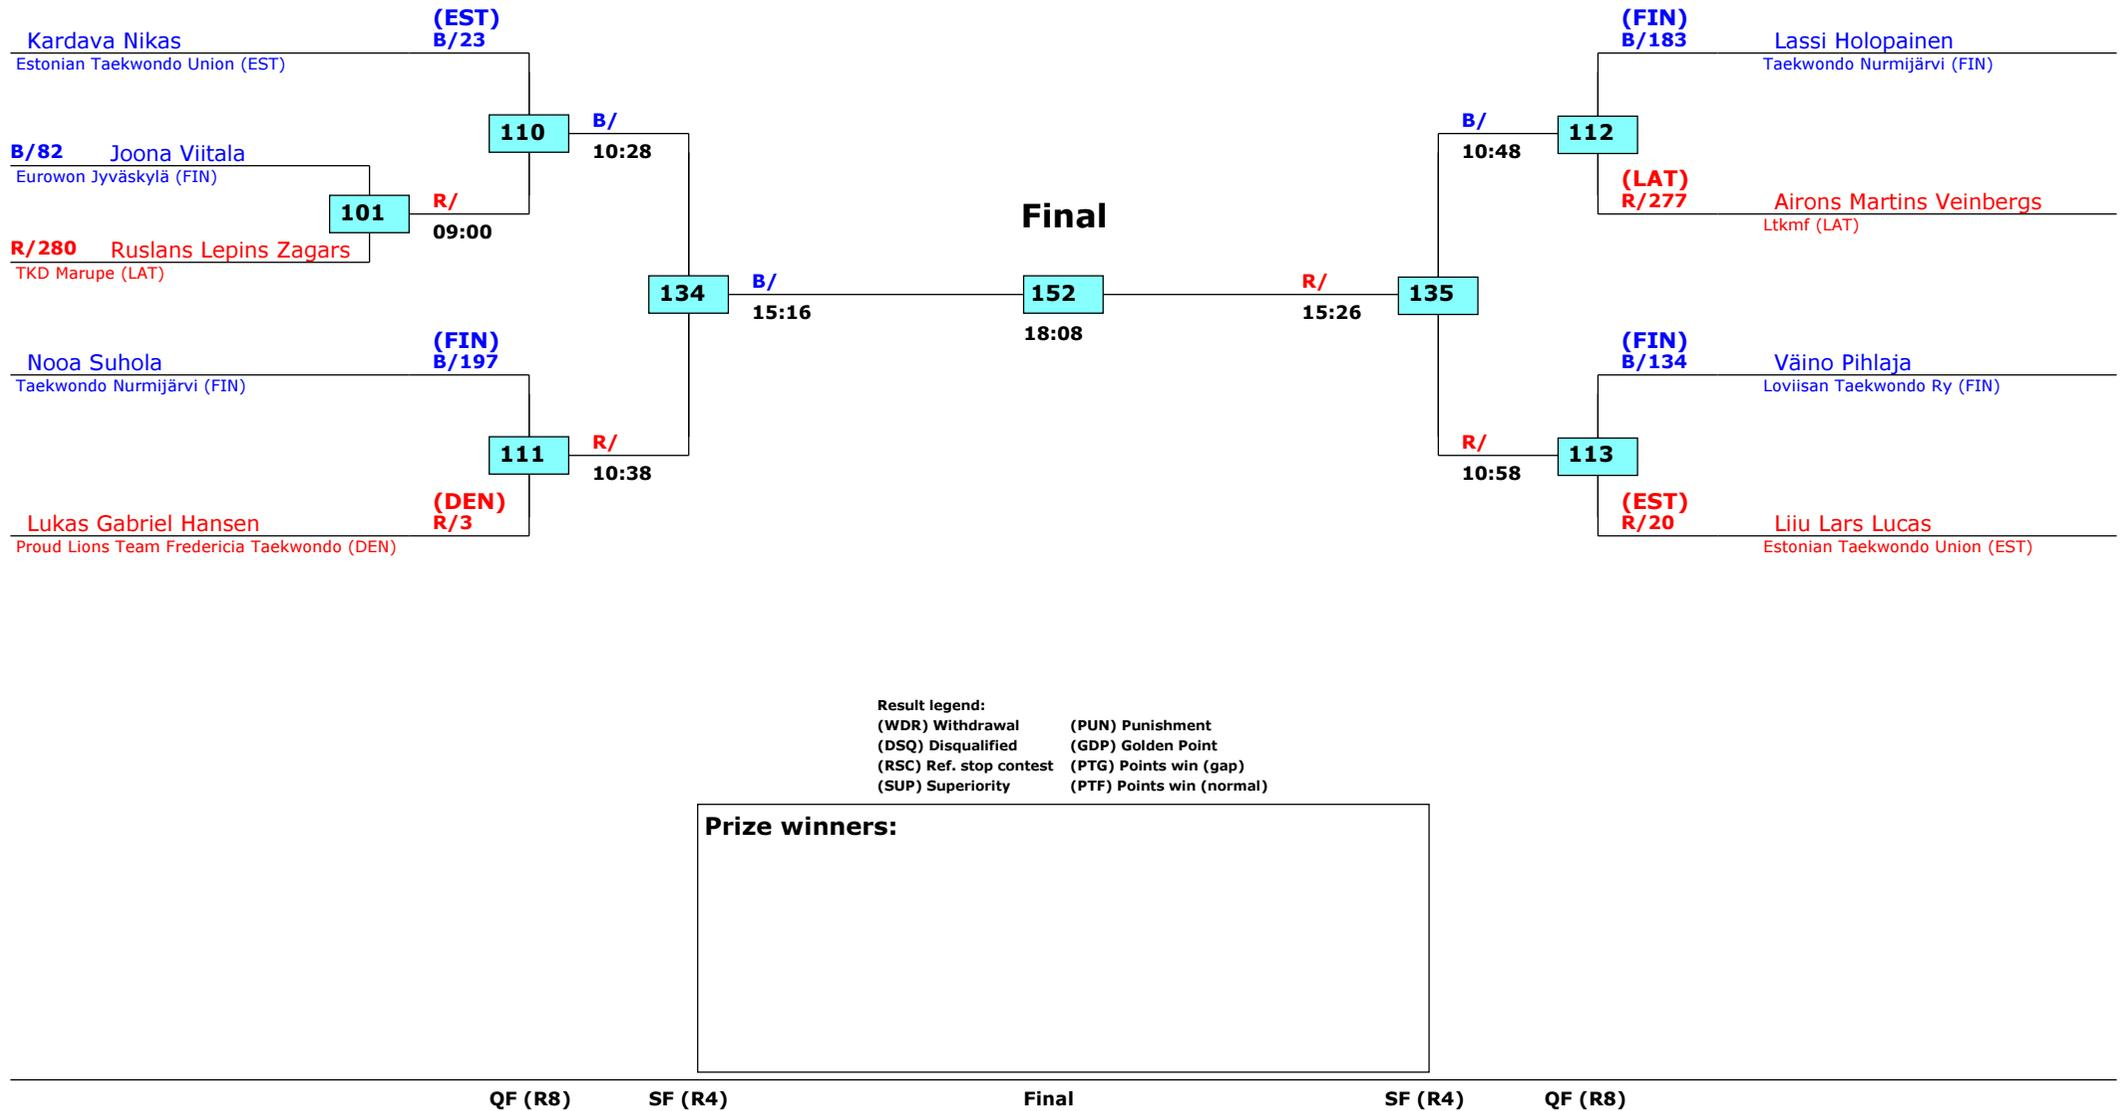 (EST)
Kardava Nikas
B/23
Estonian Taekwondo Union (EST)
110
B/
10:28
B/82
Joona Viitala
Eurowon Jyväskylä (FIN)
101
R/
09:00
R/280
Ruslans Lepins Zagars
TKD Marupe (LAT)
134
B/
15:16
(FIN)
Nooa Suhola
B/197
Taekwondo Nurmijärvi (FIN)
111
R/
10:38
(DEN)
Lukas Gabriel Hansen
R/3
Proud Lions Team Fredericia Taekwondo (DEN)
Final
152
18:08
(FIN)
B/183
Lassi Holopainen
Taekwondo Nurmijärvi (FIN)
B/
112
10:48
(LAT)
R/277
Airons Martins Veinbergs
Ltkmf (LAT)
R/
135
15:26
(FIN)
B/134
Väino Pihlaja
Loviisan Taekwondo Ry (FIN)
R/
113
10:58
(EST)
R/20
Liiu Lars Lucas
Estonian Taekwondo Union (EST)
Result legend:
(WDR) Withdrawal (PUN) Punishment
(DSQ) Disqualified (GDP) Golden Point
(RSC) Ref. stop contest (PTG) Points win (gap)
(SUP) Superiority (PTF) Points win (normal)
Prize winners:
QF (R8) SF (R4) Final SF (R4) QF (R8)